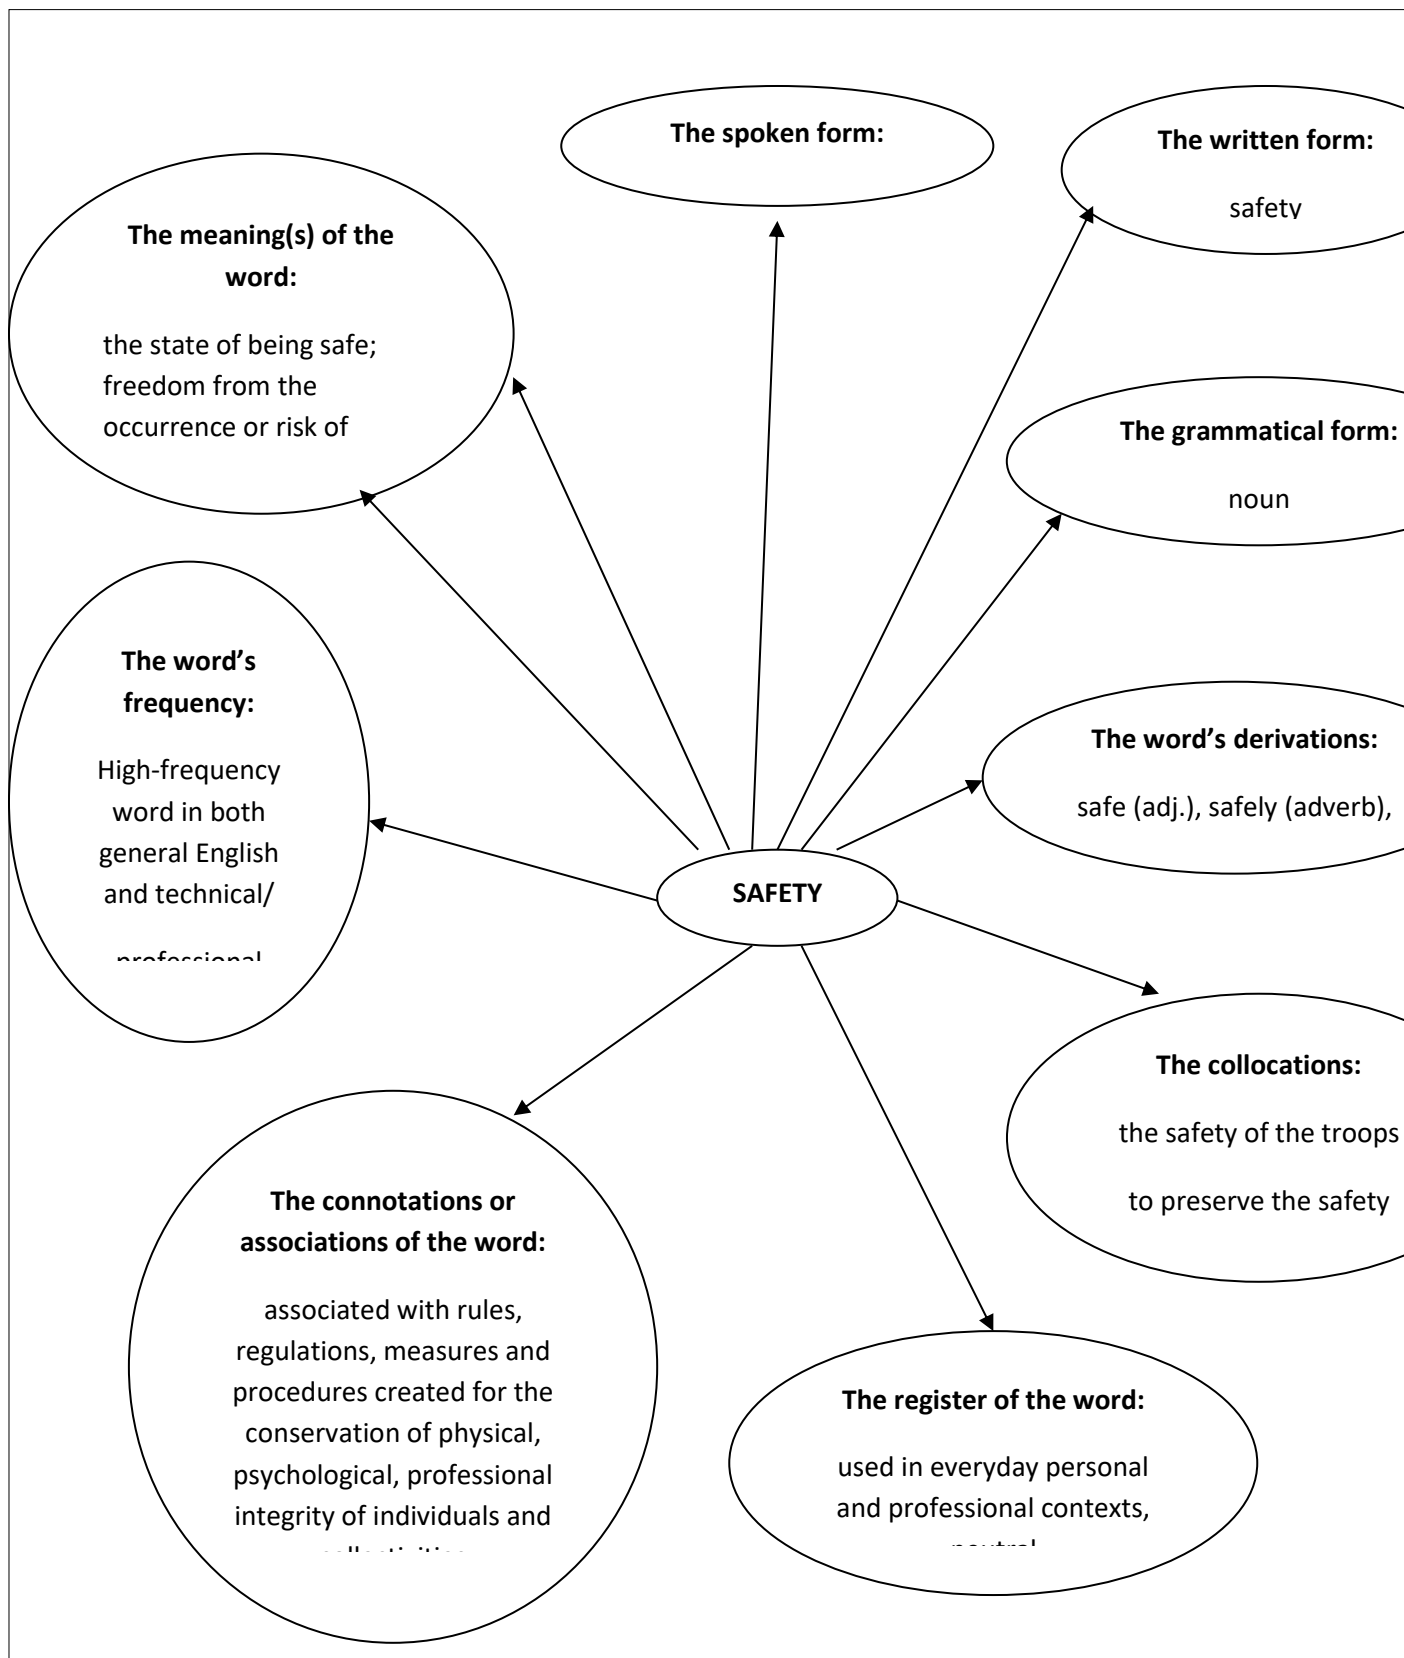 The spoken form:
The written form:
safety
The meaning(s) of the
word:
the state of being safe;
freedom from the
occurrence or risk of
The grammatical form:
noun
The word’s
frequency:
High-frequency
word in both
general English
and technical/
professional
The word’s derivations:
safe (adj.), safely (adverb),
SAFETY
The collocations:
the safety of the troops
to preserve the safety
The connotations or
associations of the word:
associated with rules,
regulations, measures and
procedures created for the
conservation of physical,
psychological, professional
integrity of individuals and
collectivities
The register of the word:
used in everyday personal
and professional contexts,
neutral